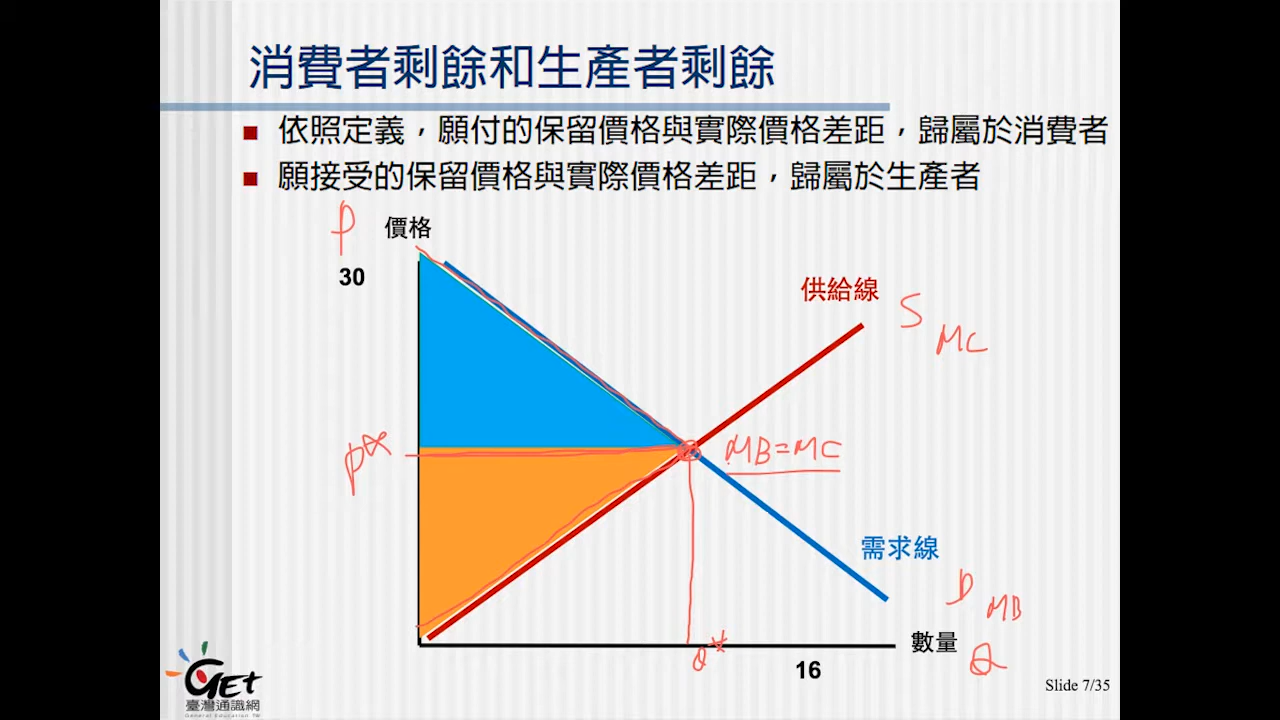 消費者剩餘和生產者剩餘
依照定義，願付的保留價格與實際價格差距，歸屬於消費者
願接受的保留價格與實際價格差距，歸屬於生產者
P
價格
30
供給線
S
MC
P*
MB=MC
需求線
D
MB
數量
Q
Q*
16
GET
臺灣通識網
General Education TW
Slide 7/35